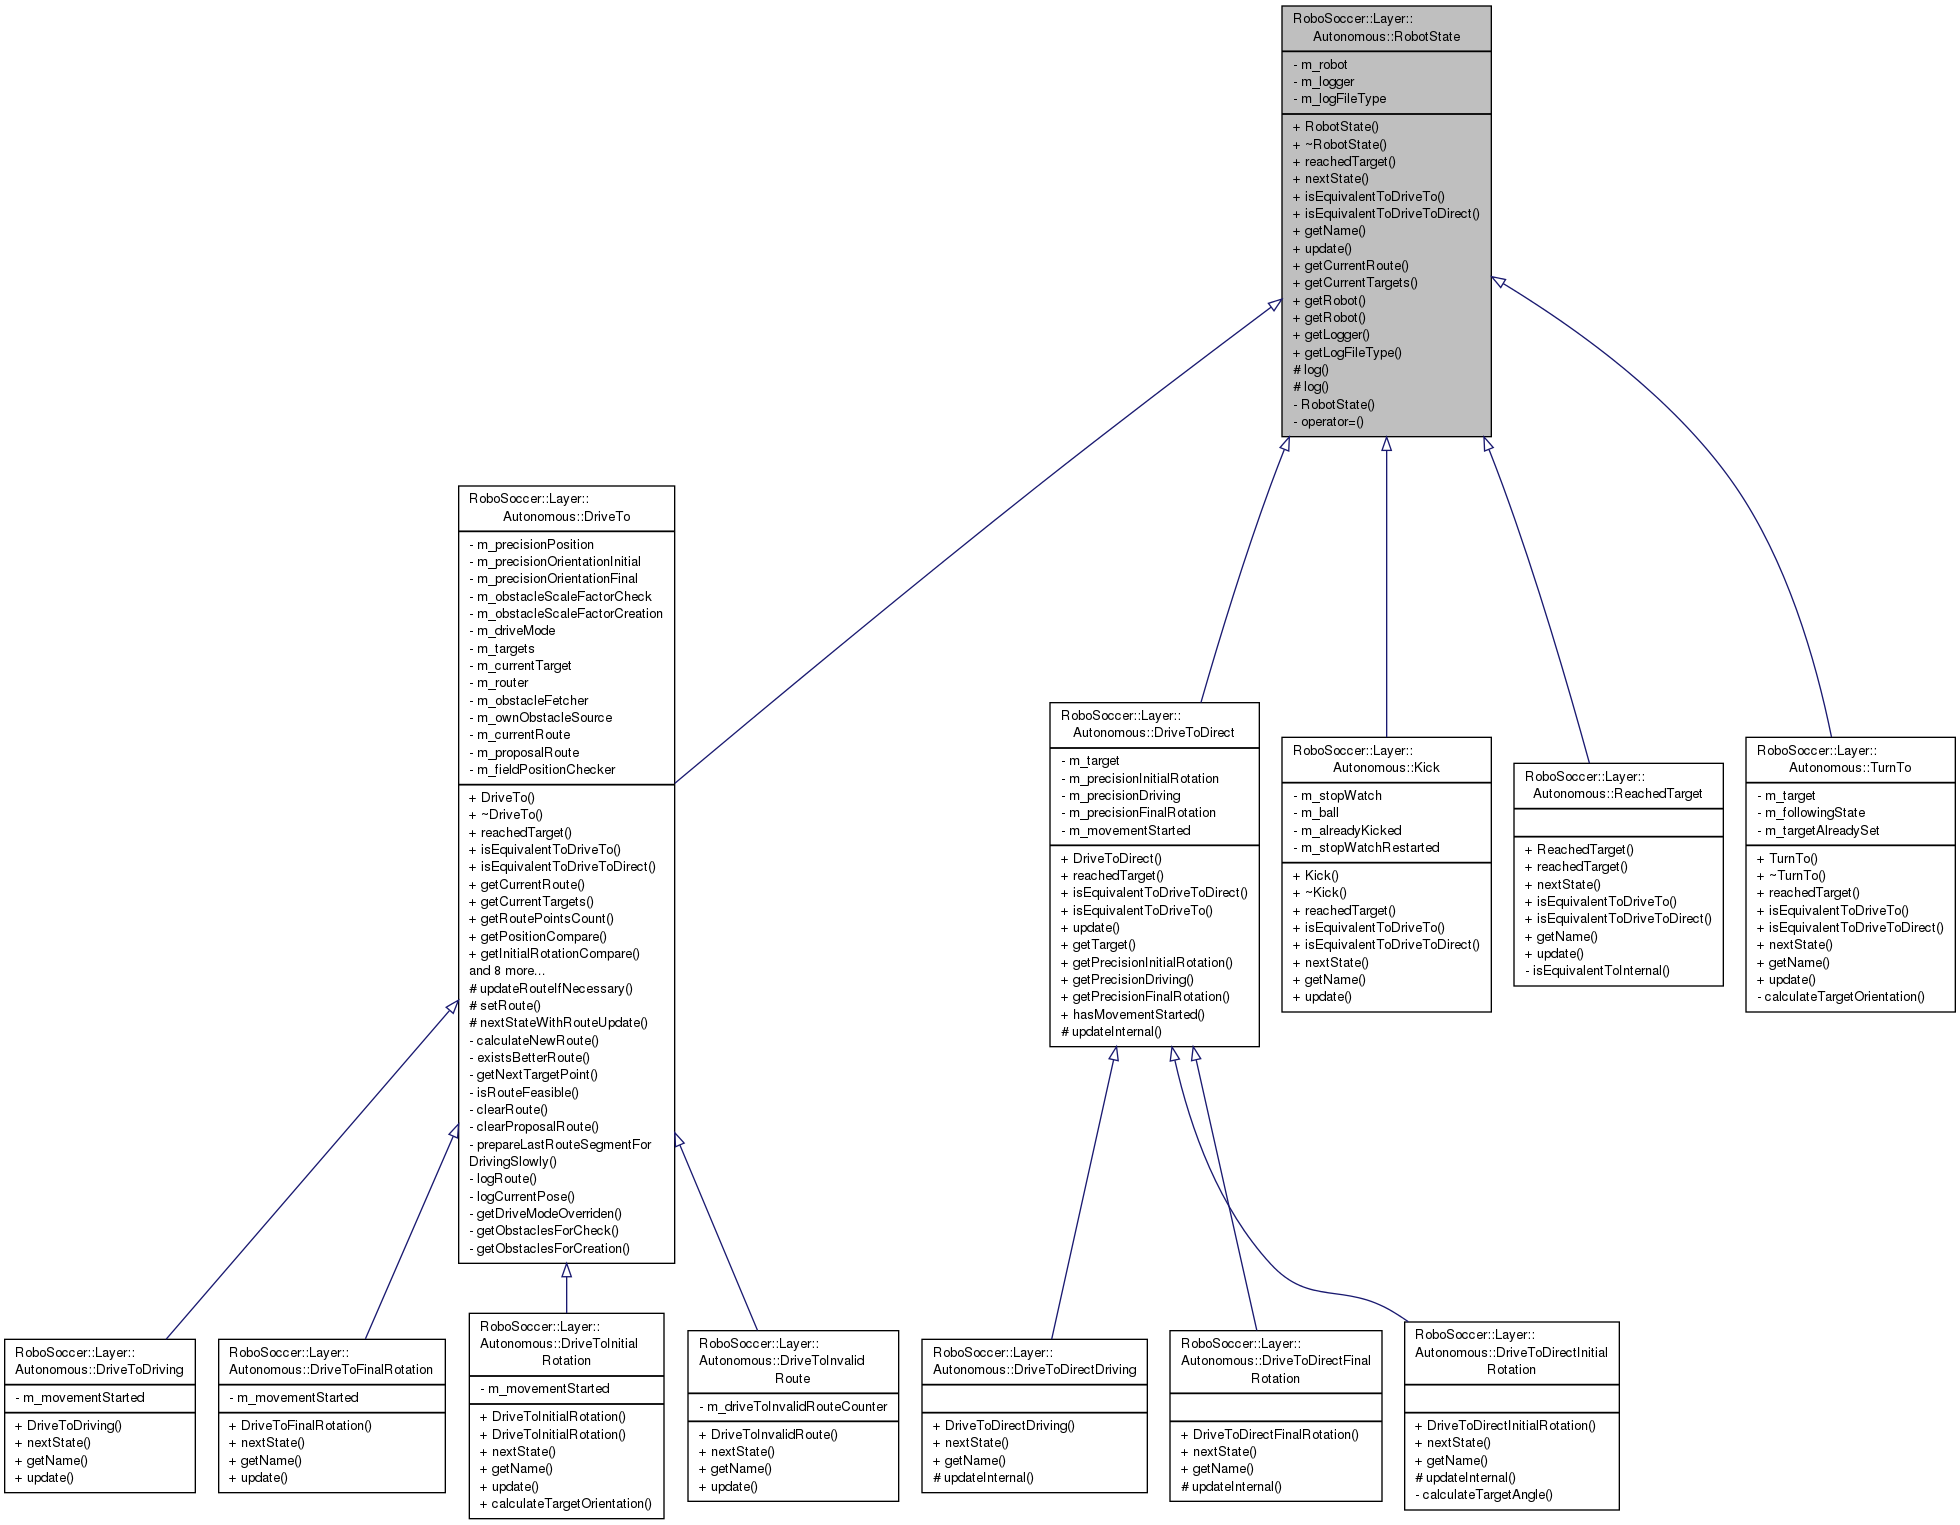 RoboSoccer::Layer::
Autonomous::RobotState
- m_robot
- m_logger
- m_logFileType
+ RobotState()
+ ~RobotState()
+ reachedTarget()
+ nextState()
+ isEquivalentToDriveTo()
+ isEquivalentToDriveToDirect()
+ getName()
+ update()
+ getCurrentRoute()
+ getCurrentTargets()
+ getRobot()
+ getRobot()
+ getLogger()
+ getLogFileType()
# log()
# log()
- RobotState()
- operator=()
RoboSoccer::Layer::
Autonomous::DriveTo
- m_precisionPosition
- m_precisionOrientationInitial
- m_precisionOrientationFinal
- m_obstacleScaleFactorCheck
- m_obstacleScaleFactorCreation
- m_driveMode
- m_targets
- m_currentTarget
- m_router
- m_obstacleFetcher
- m_ownObstacleSource
- m_currentRoute
- m_proposalRoute
- m_fieldPositionChecker
+ DriveTo()
+ ~DriveTo()
+ reachedTarget()
+ isEquivalentToDriveTo()
+ isEquivalentToDriveToDirect()
+ getCurrentRoute()
+ getCurrentTargets()
+ getRoutePointsCount()
+ getPositionCompare()
+ getInitialRotationCompare()
and 8 more...
# updateRouteIfNecessary()
# setRoute()
# nextStateWithRouteUpdate()
- calculateNewRoute()
- existsBetterRoute()
- getNextTargetPoint()
- isRouteFeasible()
- clearRoute()
- clearProposalRoute()
- prepareLastRouteSegmentFor
DrivingSlowly()
- logRoute()
- logCurrentPose()
- getDriveModeOverriden()
- getObstaclesForCheck()
- getObstaclesForCreation()
RoboSoccer::Layer::
Autonomous::DriveToDirect
- m_target
- m_precisionInitialRotation
- m_precisionDriving
- m_precisionFinalRotation
- m_movementStarted
+ DriveToDirect()
+ reachedTarget()
+ isEquivalentToDriveToDirect()
+ isEquivalentToDriveTo()
+ update()
+ getTarget()
+ getPrecisionInitialRotation()
+ getPrecisionDriving()
+ getPrecisionFinalRotation()
+ hasMovementStarted()
# updateInternal()
RoboSoccer::Layer::
Autonomous::Kick
- m_stopWatch
- m_ball
- m_alreadyKicked
- m_stopWatchRestarted
+ Kick()
+ ~Kick()
+ reachedTarget()
+ isEquivalentToDriveTo()
+ isEquivalentToDriveToDirect()
+ nextState()
+ getName()
+ update()
RoboSoccer::Layer::
Autonomous::ReachedTarget
+ ReachedTarget()
+ reachedTarget()
+ nextState()
+ isEquivalentToDriveTo()
+ isEquivalentToDriveToDirect()
+ getName()
+ update()
- isEquivalentToInternal()
RoboSoccer::Layer::
Autonomous::TurnTo
- m_target
- m_followingState
- m_targetAlreadySet
+ TurnTo()
+ ~TurnTo()
+ reachedTarget()
+ isEquivalentToDriveTo()
+ isEquivalentToDriveToDirect()
+ nextState()
+ getName()
+ update()
- calculateTargetOrientation()
RoboSoccer::Layer::
Autonomous::DriveToDriving
- m_movementStarted
+ DriveToDriving()
+ nextState()
+ getName()
+ update()
RoboSoccer::Layer::
Autonomous::DriveToFinalRotation
- m_movementStarted
+ DriveToFinalRotation()
+ nextState()
+ getName()
+ update()
RoboSoccer::Layer::
Autonomous::DriveToInitial
Rotation
- m_movementStarted
+ DriveToInitialRotation()
+ DriveToInitialRotation()
+ nextState()
+ getName()
+ update()
+ calculateTargetOrientation()
RoboSoccer::Layer::
Autonomous::DriveToInvalid
Route
- m_driveToInvalidRouteCounter
+ DriveToInvalidRoute()
+ nextState()
+ getName()
+ update()
RoboSoccer::Layer::
Autonomous::DriveToDirectDriving
+ DriveToDirectDriving()
+ nextState()
+ getName()
# updateInternal()
RoboSoccer::Layer::
Autonomous::DriveToDirectFinal
Rotation
+ DriveToDirectFinalRotation()
+ nextState()
+ getName()
# updateInternal()
RoboSoccer::Layer::
Autonomous::DriveToDirectInitial
Rotation
+ DriveToDirectInitialRotation()
+ nextState()
+ getName()
# updateInternal()
- calculateTargetAngle()